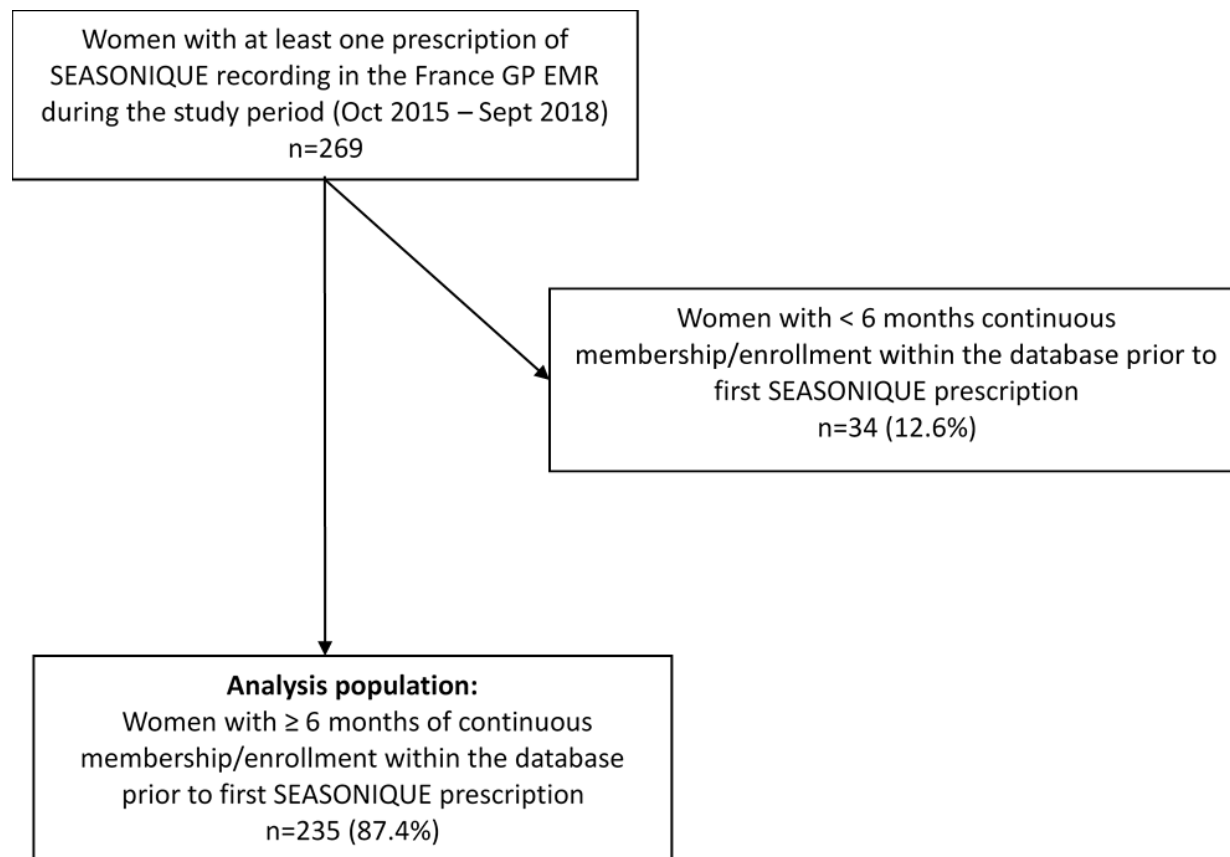 Women with at least one prescription of
SEASONIQUE recording in the France GP EMR
during the study period (Oct 2015 – Sept 2018)
n=269
Women with < 6 months continuous
membership/enrollment within the database prior to
first SEASONIQUE prescription
n=34 (12.6%)
Analysis population:
Women with ≥ 6 months of continuous
membership/enrollment within the database
prior to first SEASONIQUE prescription
n=235 (87.4%)